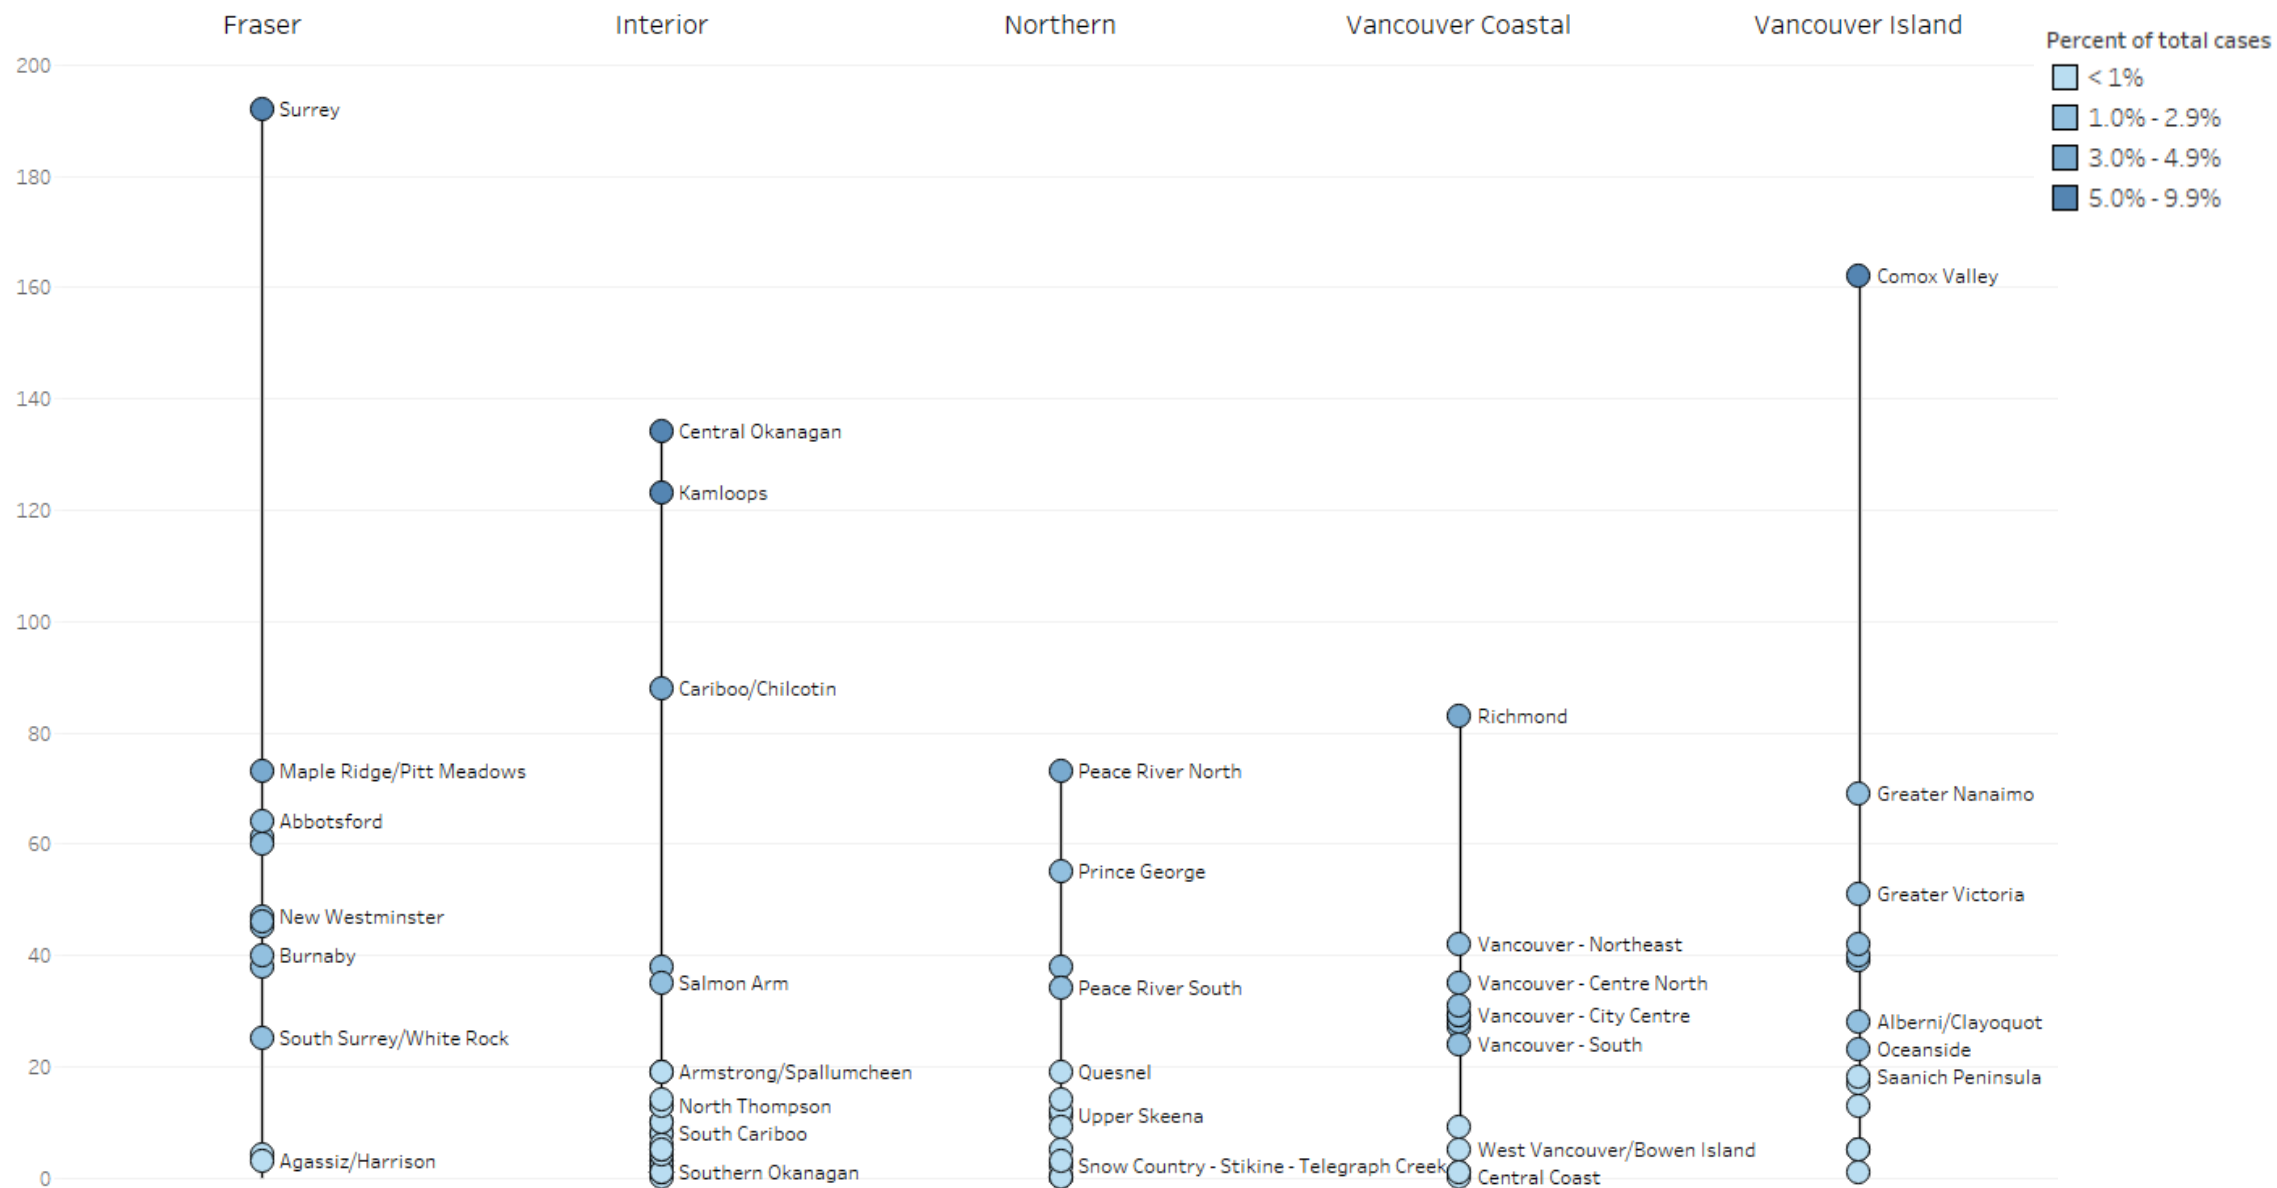 Fraser
Interior
Northern
Vancouver Coastal
Vancouver Island
Percent of total cases
< 1%
1.0% - 2.9%
3.0% - 4.9%
5.0% - 9.9%
200
180
160
140
120
100
80
60
40
20
0
Surrey
Maple Ridge/Pitt Meadows
Abbotsford
New Westminster
Burnaby
South Surrey/White Rock
Agassiz/Harrison
Central Okanagan
Kamloops
Cariboo/Chilcotin
Salmon Arm
Armstrong/Spallumcheen
North Thompson
South Cariboo
Southern Okanagan
Peace River North
Prince George
Peace River South
Quesnel
Upper Skeena
Snow Country - Stikine - Telegraph Creek
Richmond
Vancouver - Northeast
Vancouver - Centre North
Vancouver - City Centre
Vancouver - South
West Vancouver/Bowen Island
Central Coast
Comox Valley
Greater Nanaimo
Greater Victoria
Alberni/Clayoquot
Oceanside
Saanich Peninsula